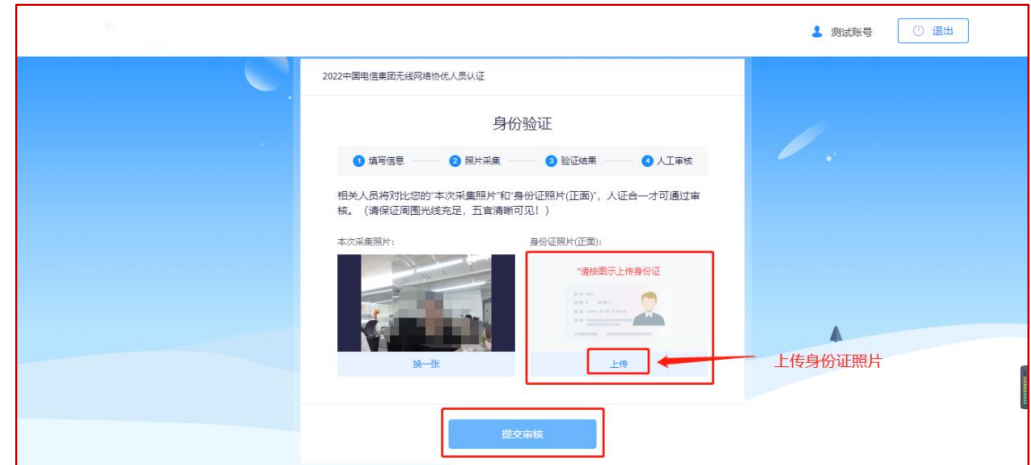 测试账号
退出
2022中国电信集团无线网络协优人员认证
身份验证
1 填写信息 2 照片采集 3 验证结果 4 人工审核
相关人员将对比您的"本次采集照片"和"身份证照片(正面)", 人证合一才可通过审
核。(请保证周围光线充足, 五官清晰可见! )
本次采集照片:
身份证照片(正面):
*请按图示上传身份证
换一张
上传
上传身份证照片
提交审核